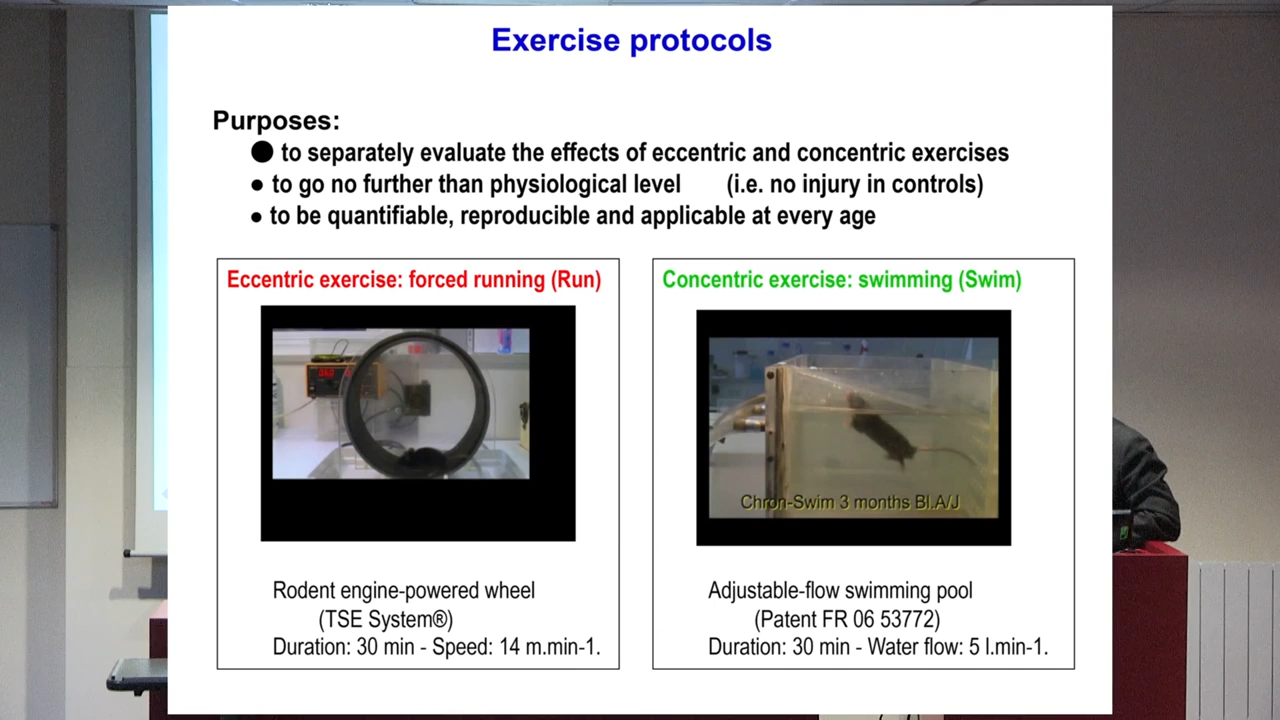 Exercise protocols
Purposes:
● to separately evaluate the effects of eccentric and concentric exercises
● to go no further than physiological level (i.e. no injury in controls)
● to be quantifiable, reproducible and applicable at every age
Eccentric exercise: forced running (Run)
Chron-Swim 3 months Bl.A/J
Rodent engine-powered wheel
(TSE System®)
Duration: 30 min - Speed: 14 m.min-1.
Concentric exercise: swimming (Swim)
Adjustable-flow swimming pool
(Patent FR 06 53772)
Duration: 30 min - Water flow: 5 l.min-1.